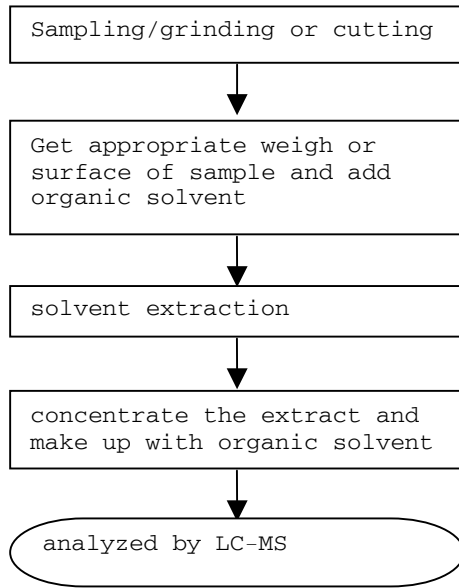 Sampling/grinding or cutting
Get appropriate weigh or
surface of sample and add
organic solvent
solvent extraction
concentrate the extract and
make up with organic solvent
analyzed by LC-MS